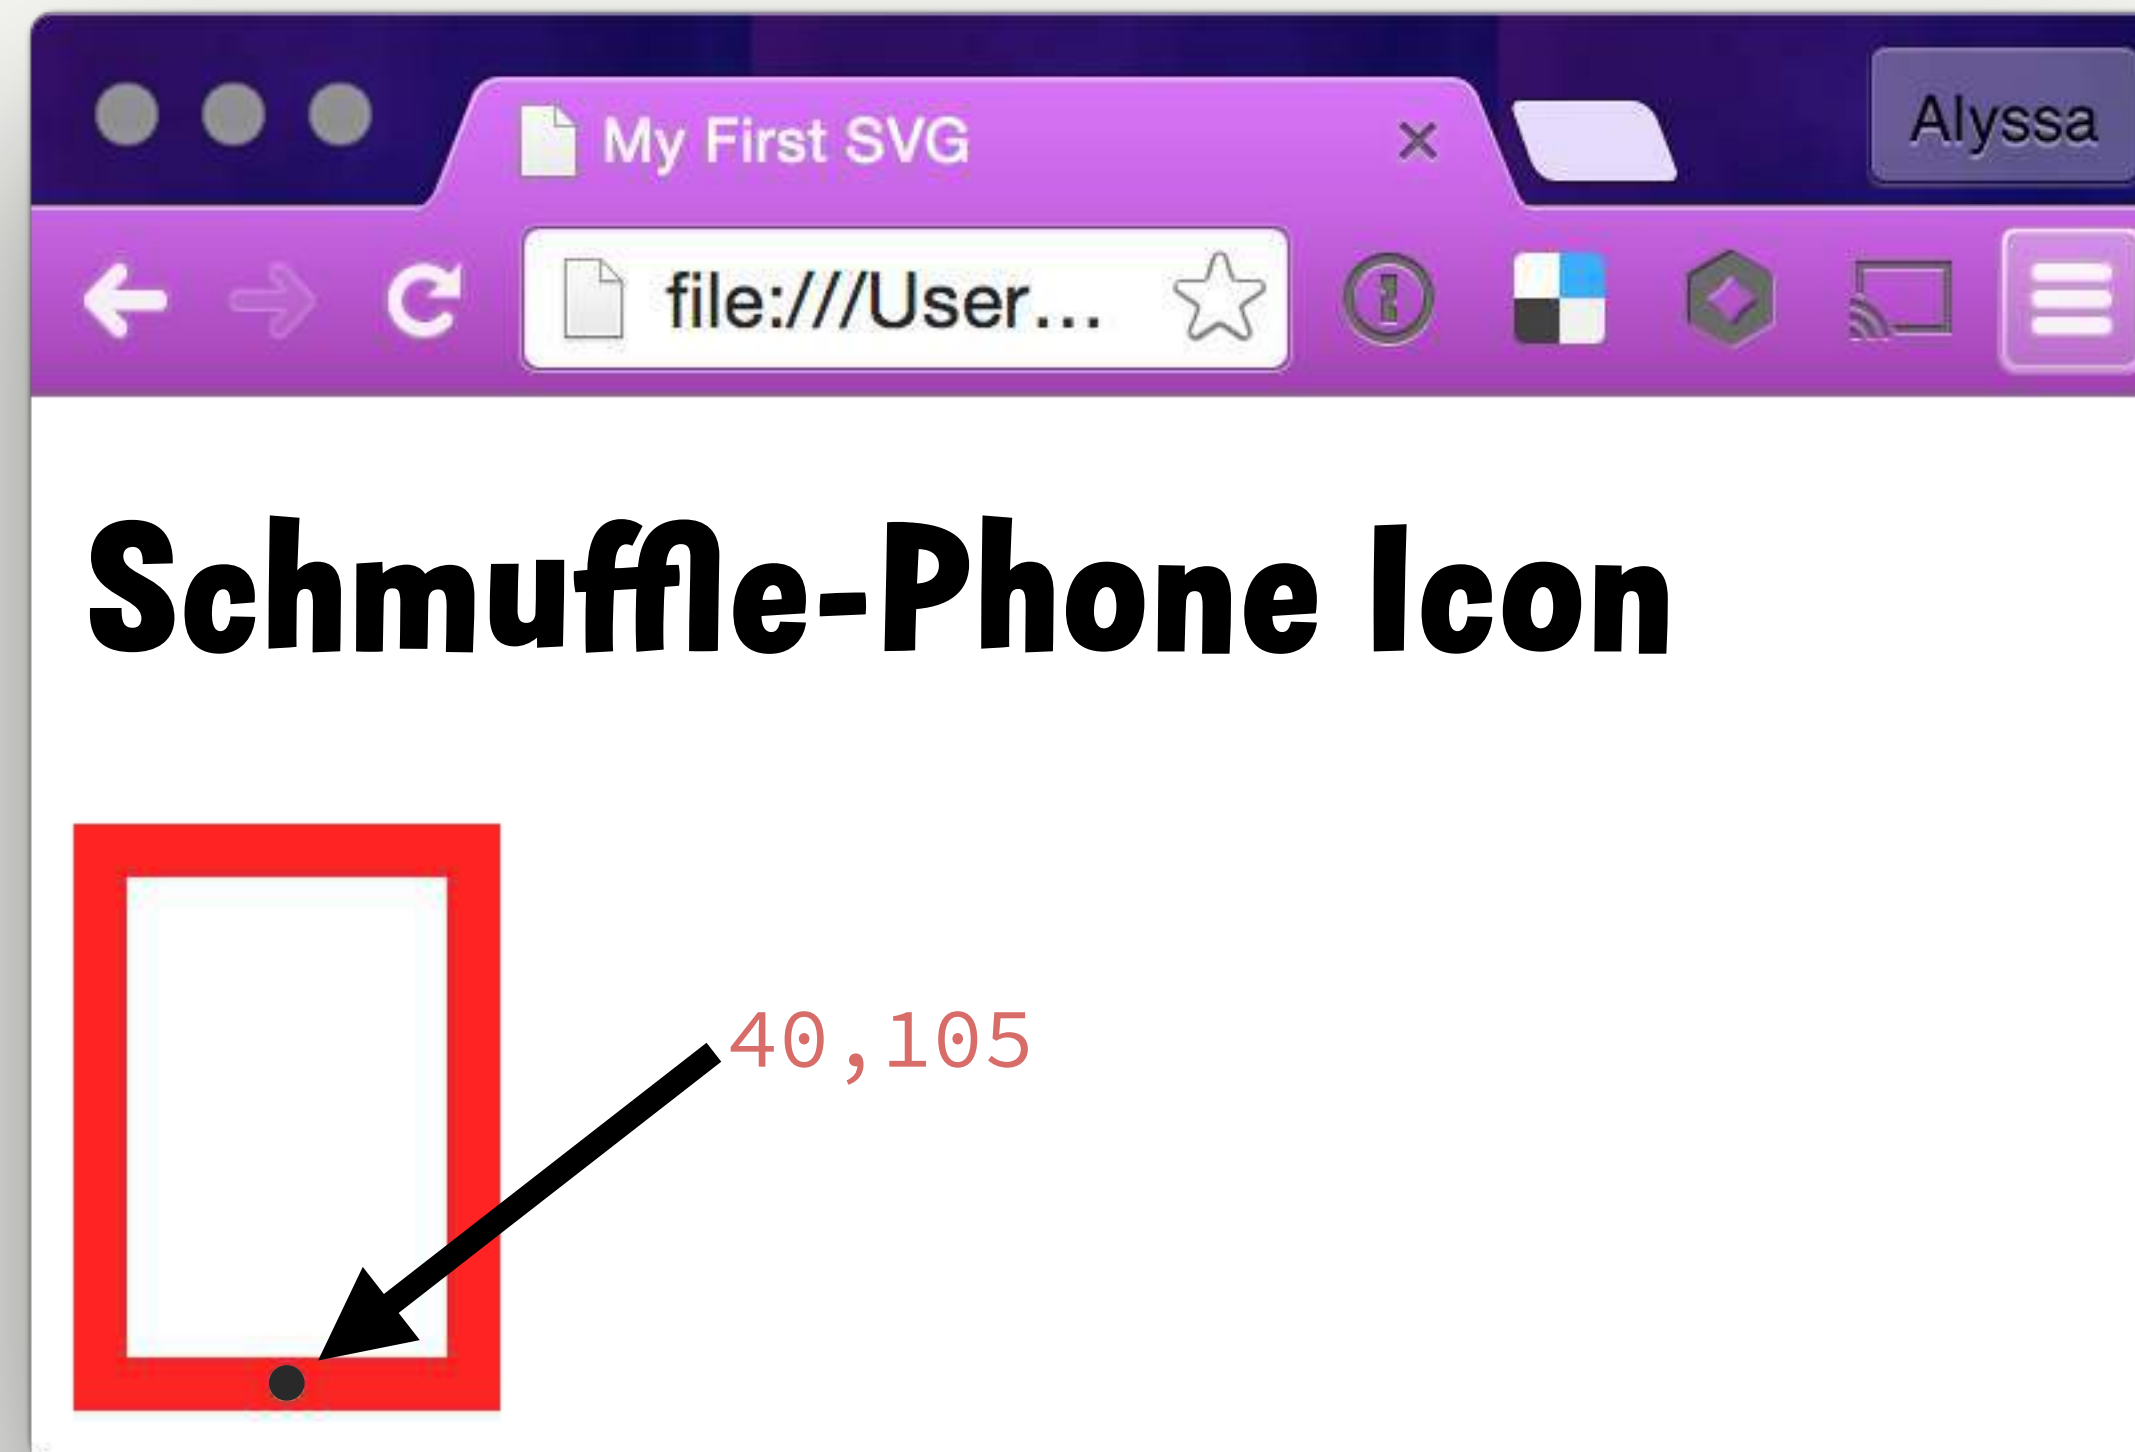 My First SVG
Alyssa
file:///User...
Schmuffle-Phone Icon
40,105